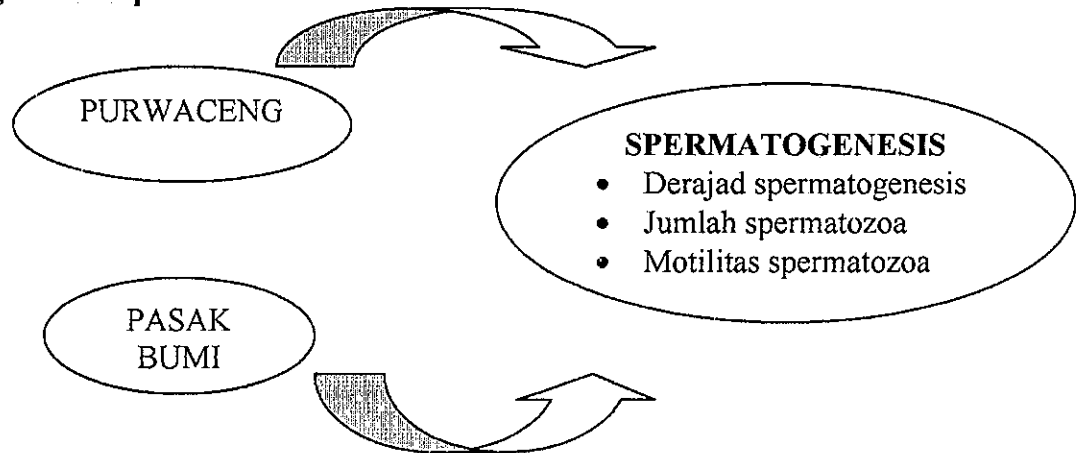 PURWACENG
SPERMATOGENESIS
• Derajad spermatogenesis
• Jumlah spermatozoa
• Motilitas spermatozoa
PASAK
BUMI